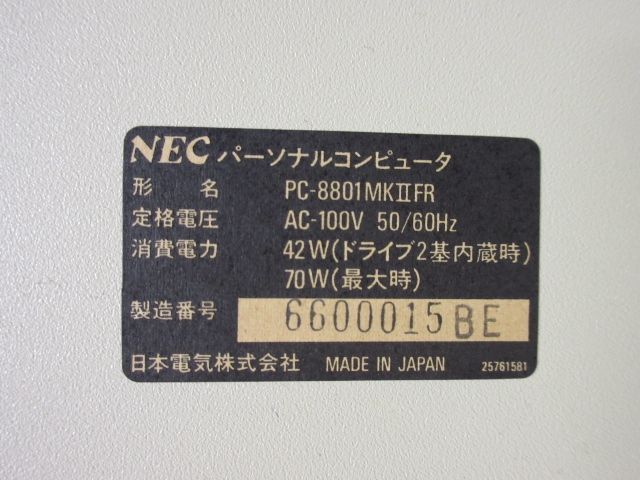 NEC パーソナルコンピュータ
形 名 PC-8801MKⅡFR
定格電圧 AC-100V 50/60Hz
消費電力 42W(ドライブ2基内蔵時)
70W(最大時)
製造番号 6600015BE
日本電気株式会社 MADE IN JAPAN 25761581